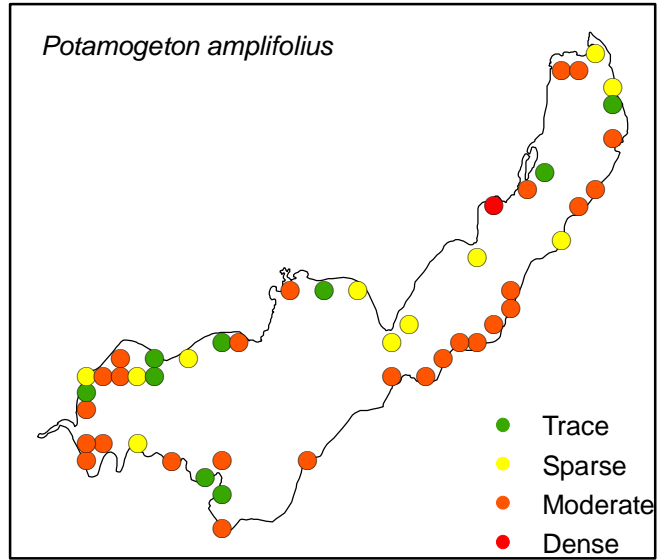 Potamogeton amplifolius
Trace
Sparse
Moderate
Dense